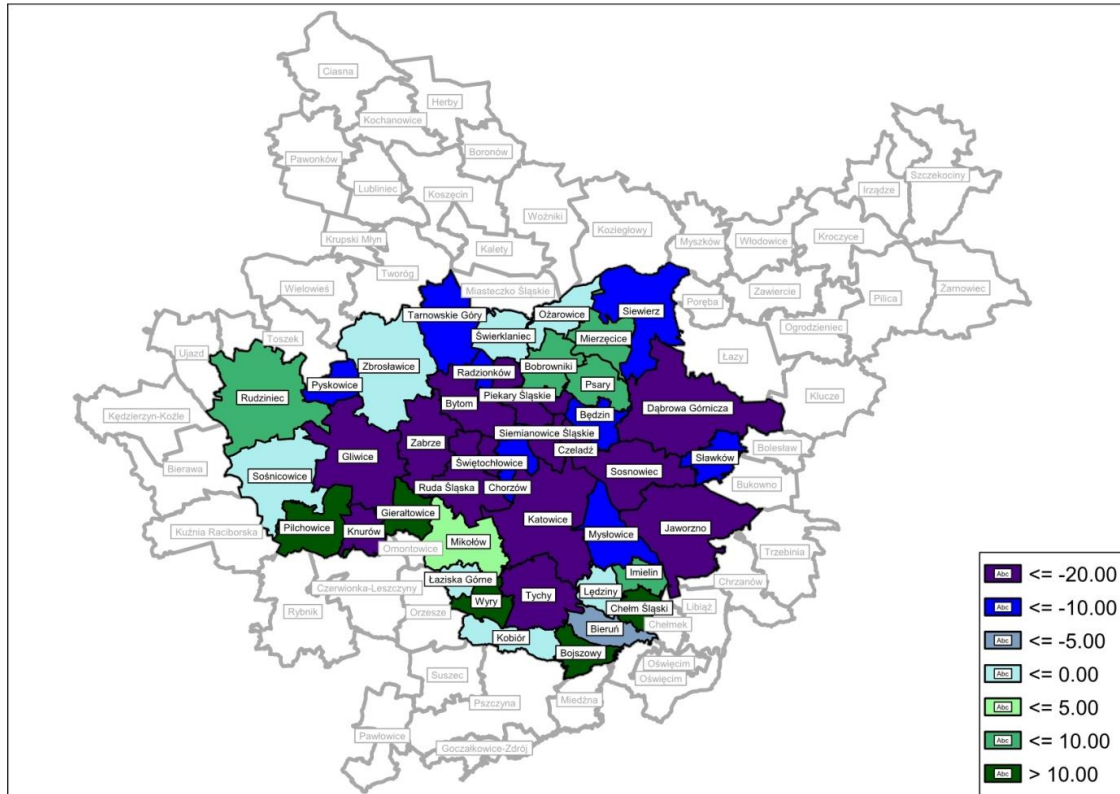 Ciasna
Herby
Kochanowice
Boronów
Pawonków
Lubliniec
Koszęcin
Szczekociny
Irządze
Woźniki
Koziegłowy
Kroczyce
Krupski Młyn
Kalety
Myszków
Włodowice
Tworóg
Wielowieś
Miasteczko Śląskie
Zawiercie
Żarnowiec
Poręba
Pilica
Ożarowice
Siewierz
Tarnowskie Góry
Ogrodzieniec
Toszek
Świerklaniec
Mierzęcice
Ujazd
Łazy
Zbrosławice
Radzionków
Bobrowniki
Pyskowice
Psary
Klucze
Rudziniec
Piekary Śląskie
Bytom
Dąbrowa Górnicza
Kędzierzyn-Koźle
Będzin
Siemianowice Śląskie
Zabrze
Bolesław
Gliwice
Czeladź
Sławków
Bierawa
Świętochłowice
Sosnowiec
Sośnicowice
Bukowno
Ruda Śląska
Chorzów
Gierałtowice
Katowice
Pilchowice
Jaworzno
Kuźnia Raciborska
Knurów
Mysłowice
Mikołów
Ornontowice
Trzebinia
Imielin
Łaziska Górne
Chrzanów
Czerwionka-Leszczyny
Lędziny
Tychy
Wyry
Chełm Śląski
Libiąż
Rybnik
Orzesze
Chełmek
Bieruń
Kobiór
Bojszowy
Oświęcim
Suszec
Oświęcim
Miedźna
Pszczyna
Pawłowice
Goczałkowice-Zdrój
Abc <= -20.00
Abc <= -10.00
Abc <= -5.00
Abc <= 0.00
Abc <= 5.00
Abc <= 10.00
Abc > 10.00